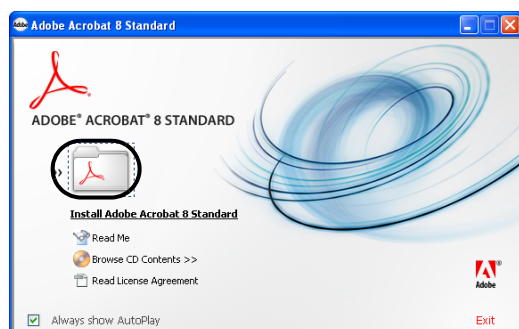 Adobe Adobe Acrobat 8 Standard
ADOBE® ACROBAT® 8 STANDARD
Install Adobe Acrobat 8 Standard
Read Me
Browse CD Contents >>
Read License Agreement
Adobe®
Always show AutoPlay
Exit